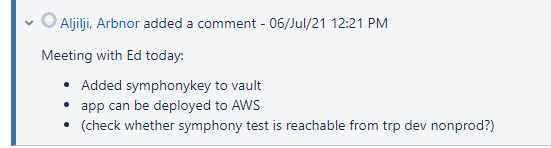 Aljilji, Arbnor added a comment - 06/Jul/21 12:21 PM
Meeting with Ed today:
• Added symphonykey to vault
• app can be deployed to AWS
• (check whether symphony test is reachable from trp dev nonprod?)